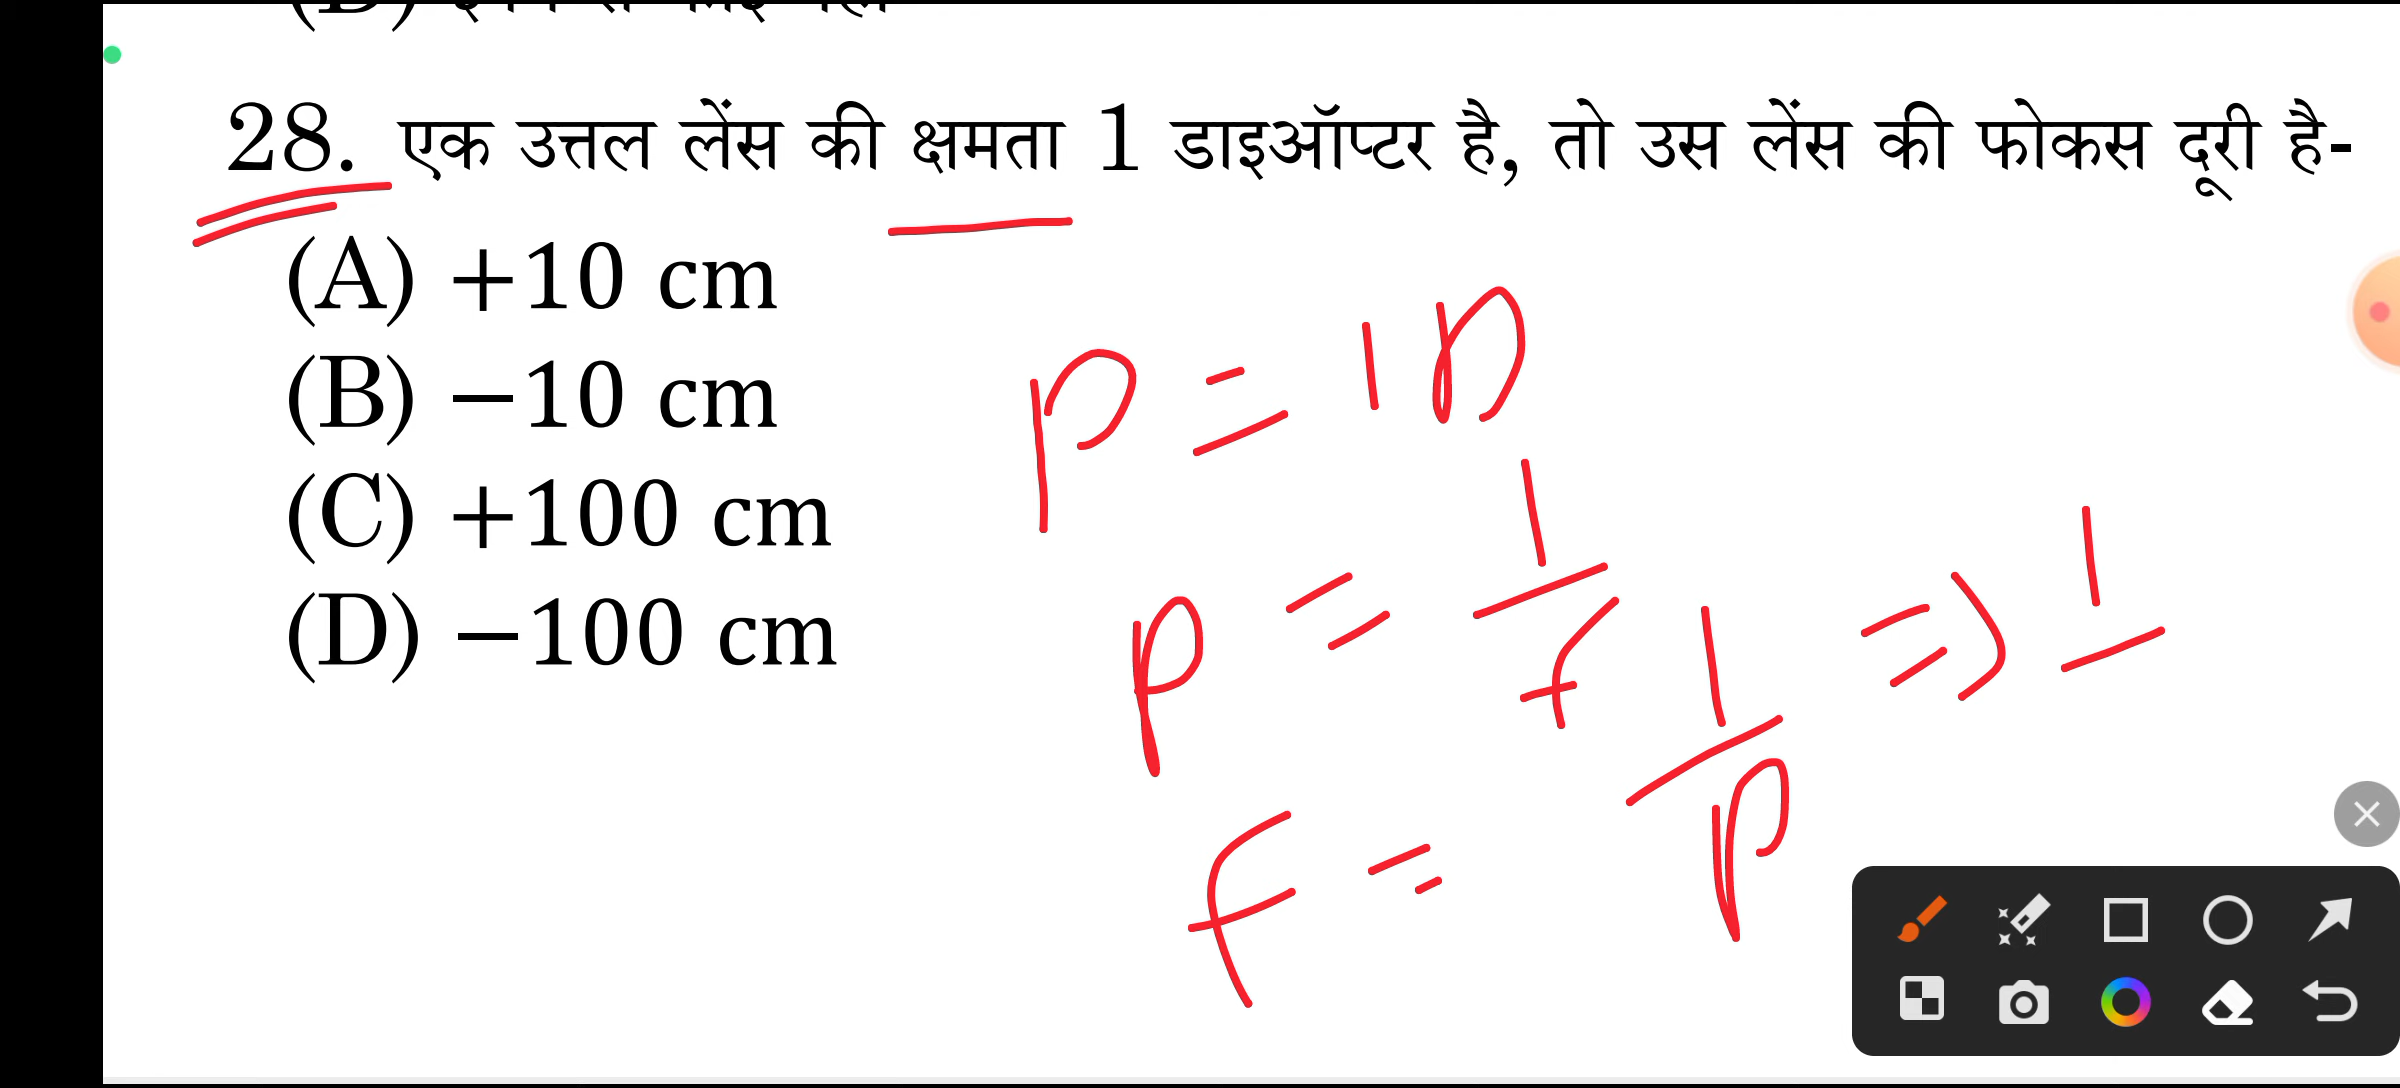 28. एक उत्तल लेंस की क्षमता 1 डाइऑप्टर है, तो उस लेंस की फोकस दूरी है-
(A) +10 cm
(B) −10 cm
(C) +100 cm
(D) −100 cm
P = 1D
P = 1/f
f = 1/P => 1